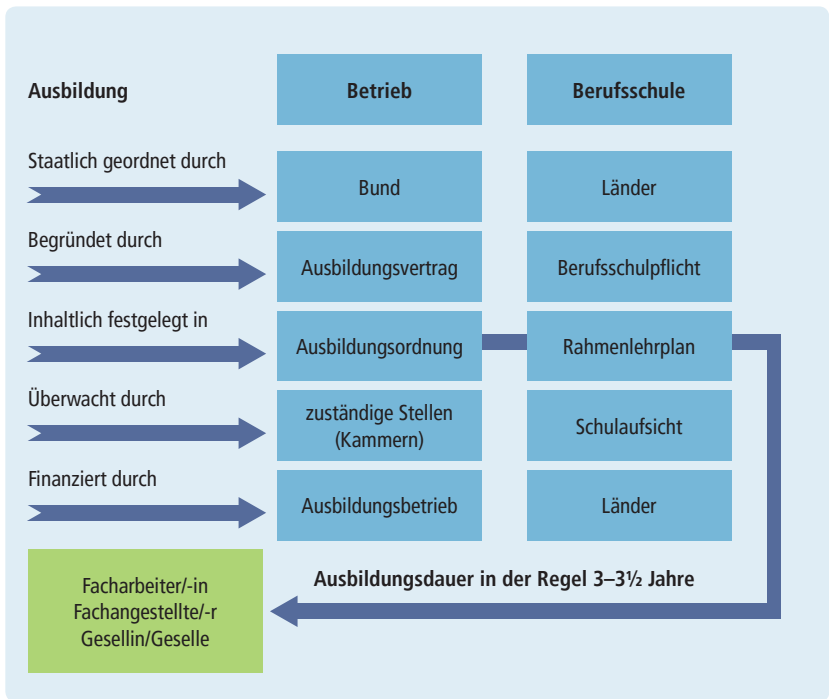 Ausbildung
Betrieb
Berufsschule
Staatlich geordnet durch
Bund
Länder
Begründet durch
Ausbildungsvertrag
Berufsschulpflicht
Inhaltlich festgelegt in
Ausbildungsordnung
Rahmenlehrplan
Überwacht durch
zuständige Stellen
(Kammern)
Schulaufsicht
Finanziert durch
Ausbildungsbetrieb
Länder
Ausbildungsdauer in der Regel 3–3½ Jahre
Facharbeiter/-in
Fachangestellte/-r
Gesellin/Geselle